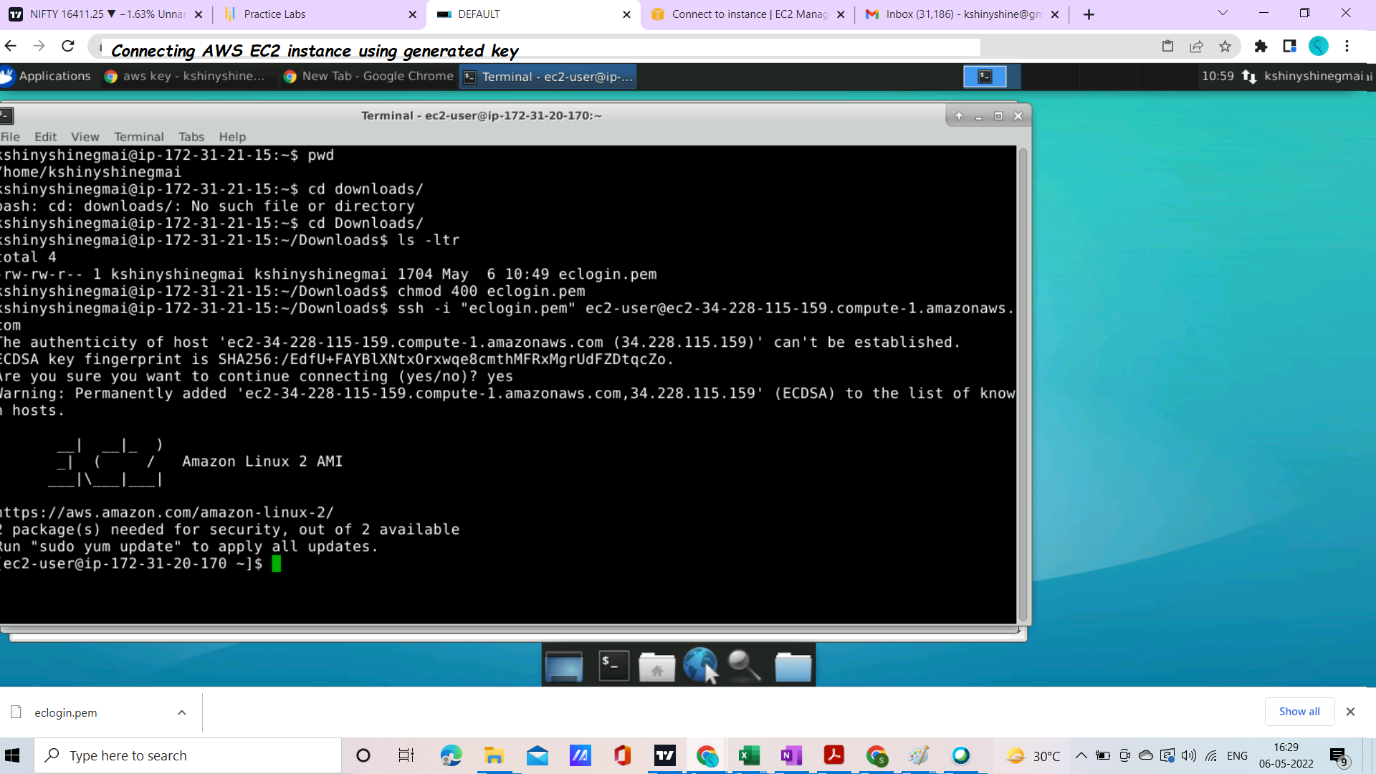 NIFTY 16411.25 ▼ −1.63% Unnar
Practice Labs
DEFAULT
Connect to instance | EC2 Manag
Inbox (31,186) - kshinyshine@gm
Connecting AWS EC2 instance using generated key
Applications
aws key - kshinyshine...
New Tab - Google Chrome
Terminal - ec2-user@ip-...
10:59
kshinyshinegmai
Terminal - ec2-user@ip-172-31-20-170:~
File Edit View Terminal Tabs Help
kshinyshinegmai@ip-172-31-21-15:~$ pwd
/home/kshinyshinegmai
kshinyshinegmai@ip-172-31-21-15:~$ cd downloads/
bash: cd: downloads/: No such file or directory
kshinyshinegmai@ip-172-31-21-15:~$ cd Downloads/
kshinyshinegmai@ip-172-31-21-15:~/Downloads$ ls -ltr
total 4
-rw-rw-r-- 1 kshinyshinegmai kshinyshinegmai 1704 May  6 10:49 eclogin.pem
kshinyshinegmai@ip-172-31-21-15:~/Downloads$ chmod 400 eclogin.pem
kshinyshinegmai@ip-172-31-21-15:~/Downloads$ ssh -i "eclogin.pem" ec2-user@ec2-34-228-115-159.compute-1.amazonaws.
com
The authenticity of host 'ec2-34-228-115-159.compute-1.amazonaws.com (34.228.115.159)' can't be established.
ECDSA key fingerprint is SHA256:/EdfU+FAYBlXNtxOrxwqe8cmthMFRxMgrUdFZDtqcZo.
Are you sure you want to continue connecting (yes/no)? yes
Warning: Permanently added 'ec2-34-228-115-159.compute-1.amazonaws.com,34.228.115.159' (ECDSA) to the list of know
n hosts.
__|  __|_  )
_|  (     /   Amazon Linux 2 AMI
___|\___|___|
https://aws.amazon.com/amazon-linux-2/
2 package(s) needed for security, out of 2 available
Run "sudo yum update" to apply all updates.
[ec2-user@ip-172-31-20-170 ~]$
eclogin.pem
Show all
Type here to search
30°C
ENG
16:29
06-05-2022
9